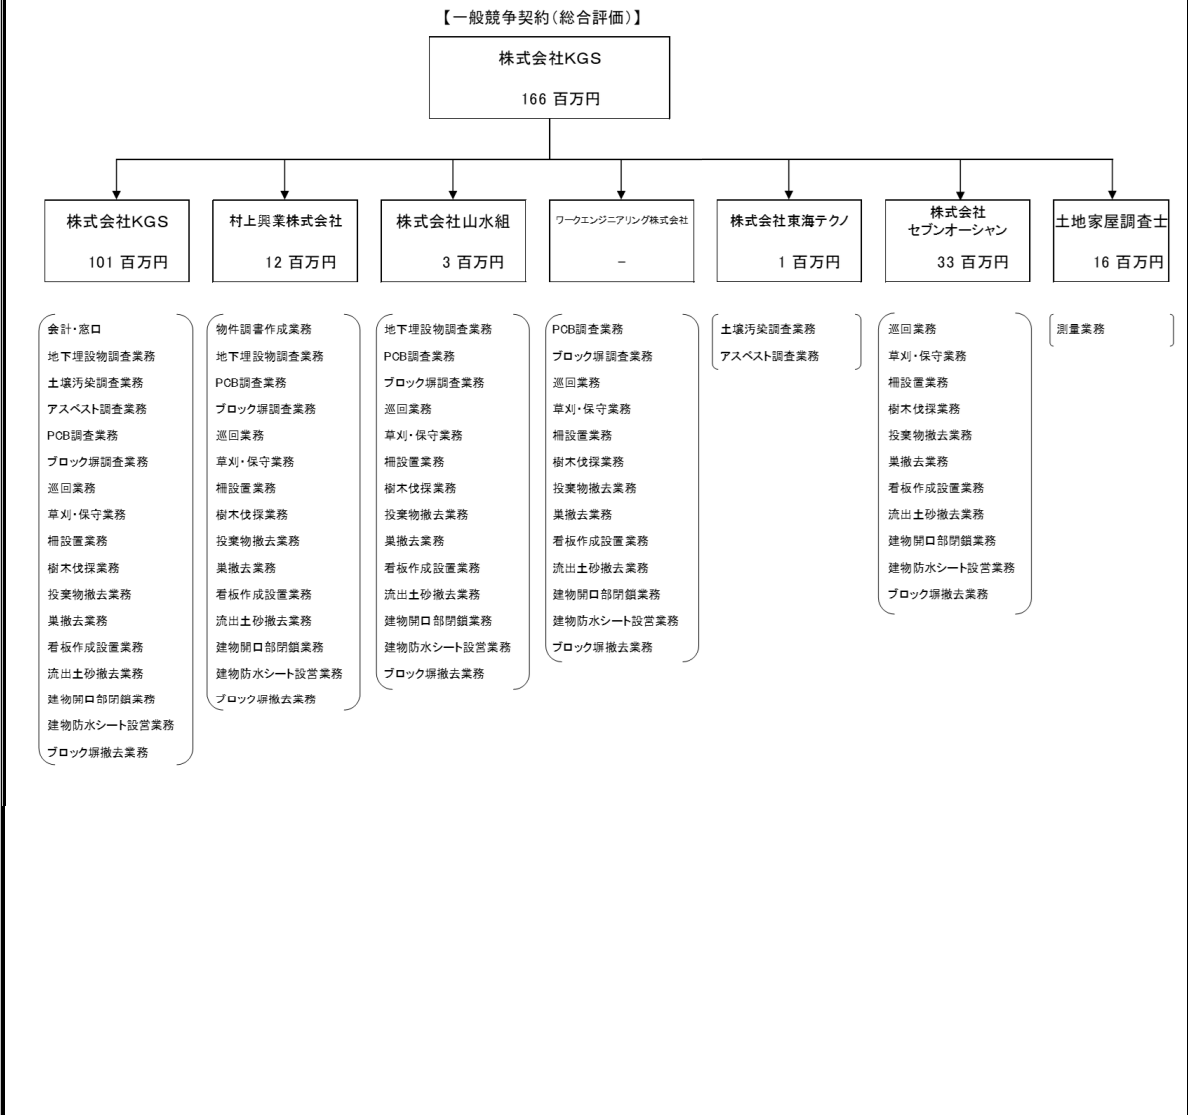 【一般競争契約(総合評価)】
株式会社KGS
166 百万円
株式会社KGS
101 百万円
村上興業株式会社
12 百万円
株式会社山水組
3 百万円
ワークエンジニアリング株式会社
－
株式会社東海テクノ
1 百万円
株式会社
セブンオーシャン
33 百万円
土地家屋調査士
16 百万円
会計・窓口
地下埋設物調査業務
土壌汚染調査業務
アスベスト調査業務
PCB調査業務
ブロック塀調査業務
巡回業務
草刈・保守業務
柵設置業務
樹木伐採業務
投棄物撤去業務
巣撤去業務
看板作成設置業務
流出土砂撤去業務
建物開口部閉鎖業務
建物防水シート設営業務
ブロック塀撤去業務
物件調書作成業務
地下埋設物調査業務
PCB調査業務
ブロック塀調査業務
巡回業務
草刈・保守業務
柵設置業務
樹木伐採業務
投棄物撤去業務
巣撤去業務
看板作成設置業務
流出土砂撤去業務
建物開口部閉鎖業務
建物防水シート設営業務
ブロック塀撤去業務
地下埋設物調査業務
PCB調査業務
ブロック塀調査業務
巡回業務
草刈・保守業務
柵設置業務
樹木伐採業務
投棄物撤去業務
巣撤去業務
看板作成設置業務
流出土砂撤去業務
建物開口部閉鎖業務
建物防水シート設営業務
ブロック塀撤去業務
PCB調査業務
ブロック塀調査業務
巡回業務
草刈・保守業務
柵設置業務
樹木伐採業務
投棄物撤去業務
巣撤去業務
看板作成設置業務
流出土砂撤去業務
建物開口部閉鎖業務
建物防水シート設営業務
ブロック塀撤去業務
土壌汚染調査業務
アスベスト調査業務
巡回業務
草刈・保守業務
柵設置業務
樹木伐採業務
投棄物撤去業務
巣撤去業務
看板作成設置業務
流出土砂撤去業務
建物開口部閉鎖業務
建物防水シート設営業務
ブロック塀撤去業務
測量業務